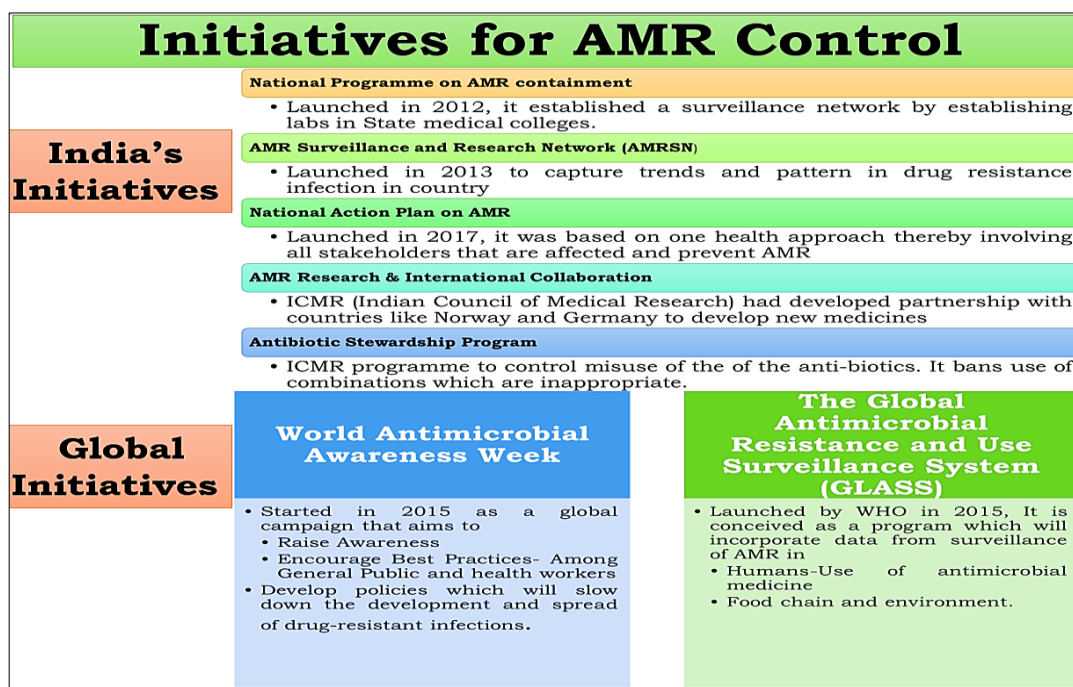 Initiatives for AMR Control
India's
Initiatives
National Programme on AMR containment
• Launched in 2012, it established a surveillance network by establishing
labs in State medical colleges.
AMR Surveillance and Research Network (AMRSN)
• Launched in 2013 to capture trends and pattern in drug resistance
infection in country
National Action Plan on AMR
• Launched in 2017, it was based on one health approach thereby involving
all stakeholders that are affected and prevent AMR
AMR Research & International Collaboration
• ICMR (Indian Council of Medical Research) had developed partnership with
countries like Norway and Germany to develop new medicines
Antibiotic Stewardship Program
• ICMR programme to control misuse of the of the anti-biotics. It bans use of
combinations which are inappropriate.
Global
Initiatives
World Antimicrobial
Awareness Week
• Started in 2015 as a global
campaign that aims to
• Raise Awareness
• Encourage Best Practices- Among
General Public and health workers
• Develop policies which will slow
down the development and spread
of drug-resistant infections.
The Global
Antimicrobial
Resistance and Use
Surveillance System
(GLASS)
• Launched by WHO in 2015, It is
conceived as a program which will
incorporate data from surveillance
of AMR in
• Humans-Use of antimicrobial
medicine
• Food chain and environment.